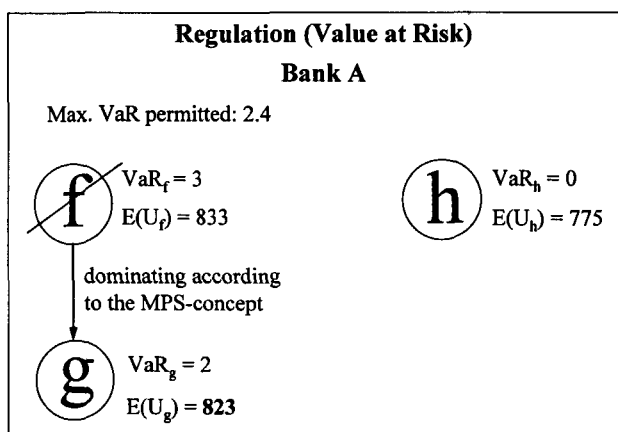 Regulation (Value at Risk)
Bank A
Max. VaR permitted: 2.4
f
VaR_f = 3
E(U_f) = 833
h
VaR_h = 0
E(U_h) = 775
dominating according
to the MPS-concept
g
VaR_g = 2
E(U_g) = 823